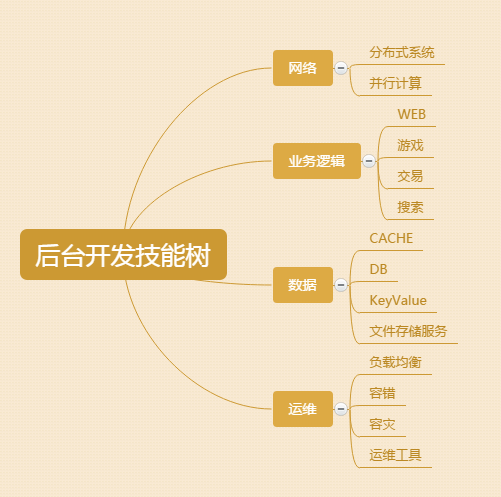 后台开发技能树
网络
分布式系统
并行计算
业务逻辑
WEB
游戏
交易
搜索
数据
CACHE
DB
KeyValue
文件存储服务
运维
负载均衡
容错
容灾
运维工具